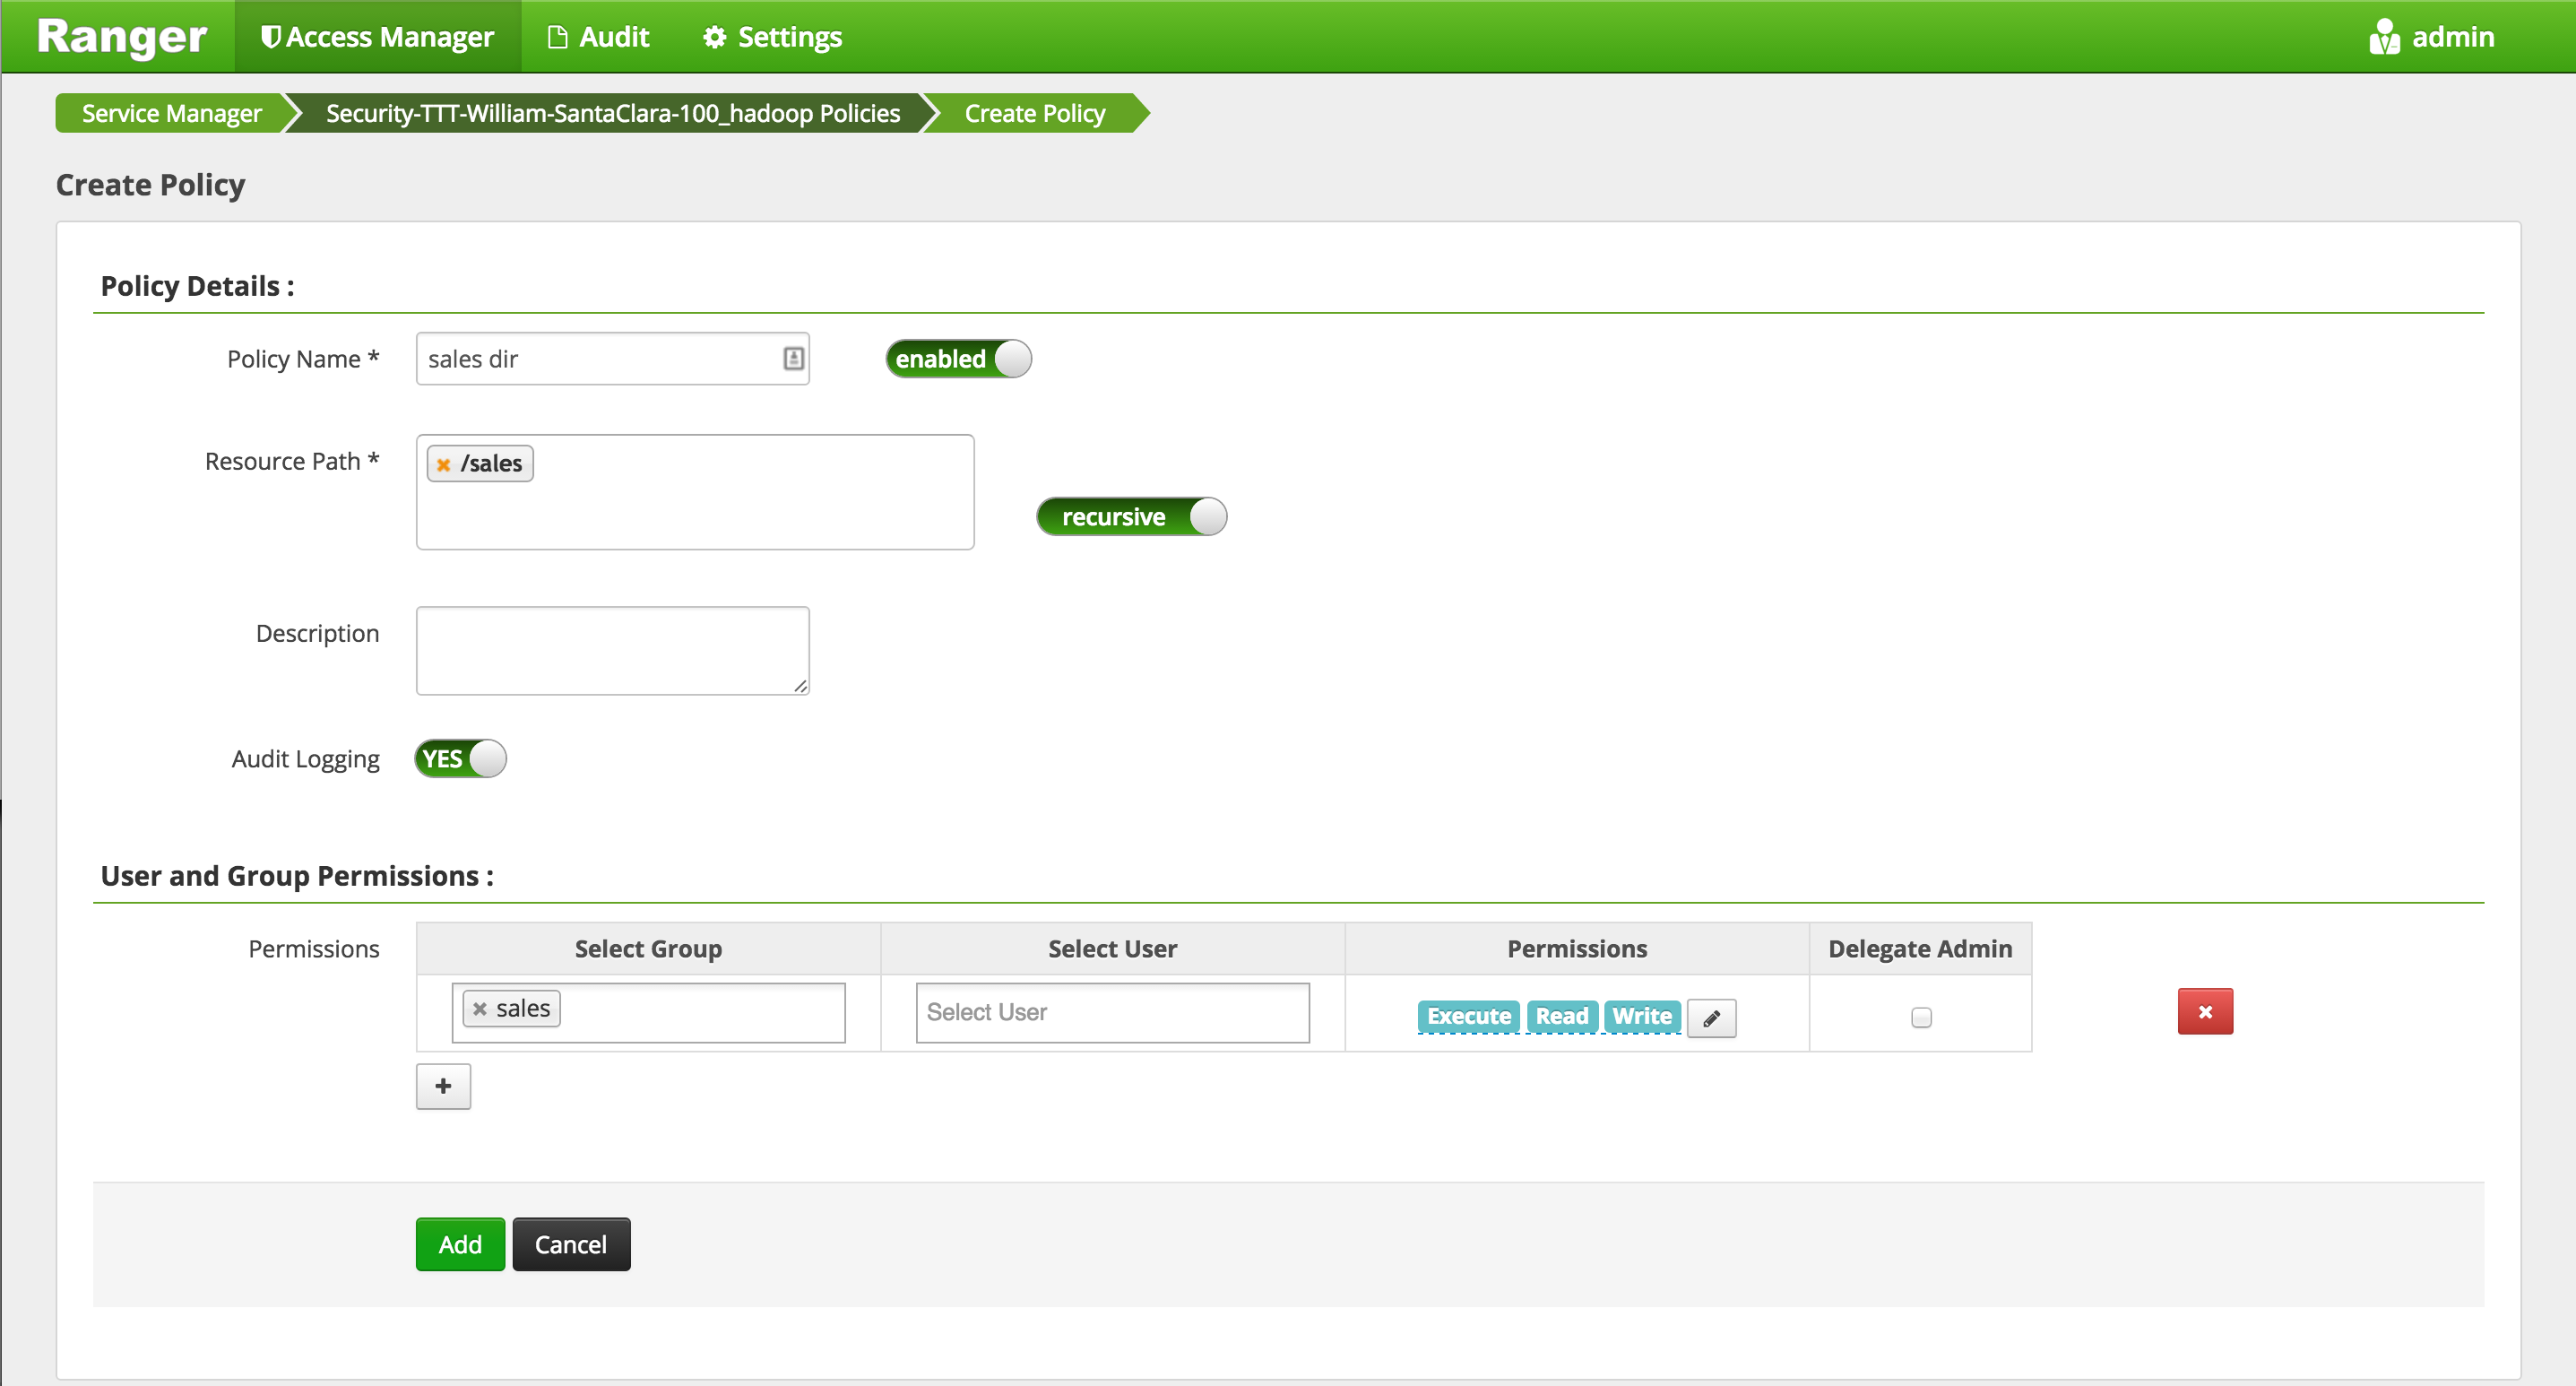 Ranger Access Manager Audit Settings admin
Service Manager Security-TTT-William-SantaClara-100_hadoop Policies Create Policy
Create Policy
Policy Details :
Policy Name * sales dir enabled
Resource Path * /sales
recursive
Description
Audit Logging YES
User and Group Permissions :
Permissions Select Group Select User Permissions Delegate Admin
sales Select User Execute Read Write
Add Cancel